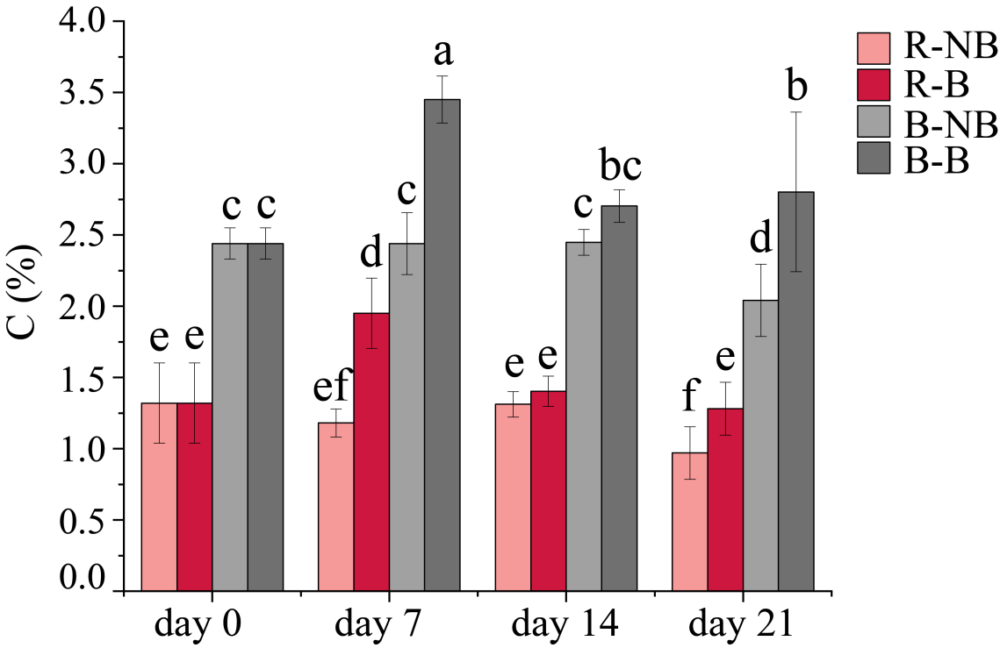 4.0
3.5
3.0
2.5
2.0
1.5
1.0
0.5
0.0
C (%)
e e c c
ef d c a
e e c bc
f e d b
day 0 day 7 day 14 day 21
R-NB
R-B
B-NB
B-B